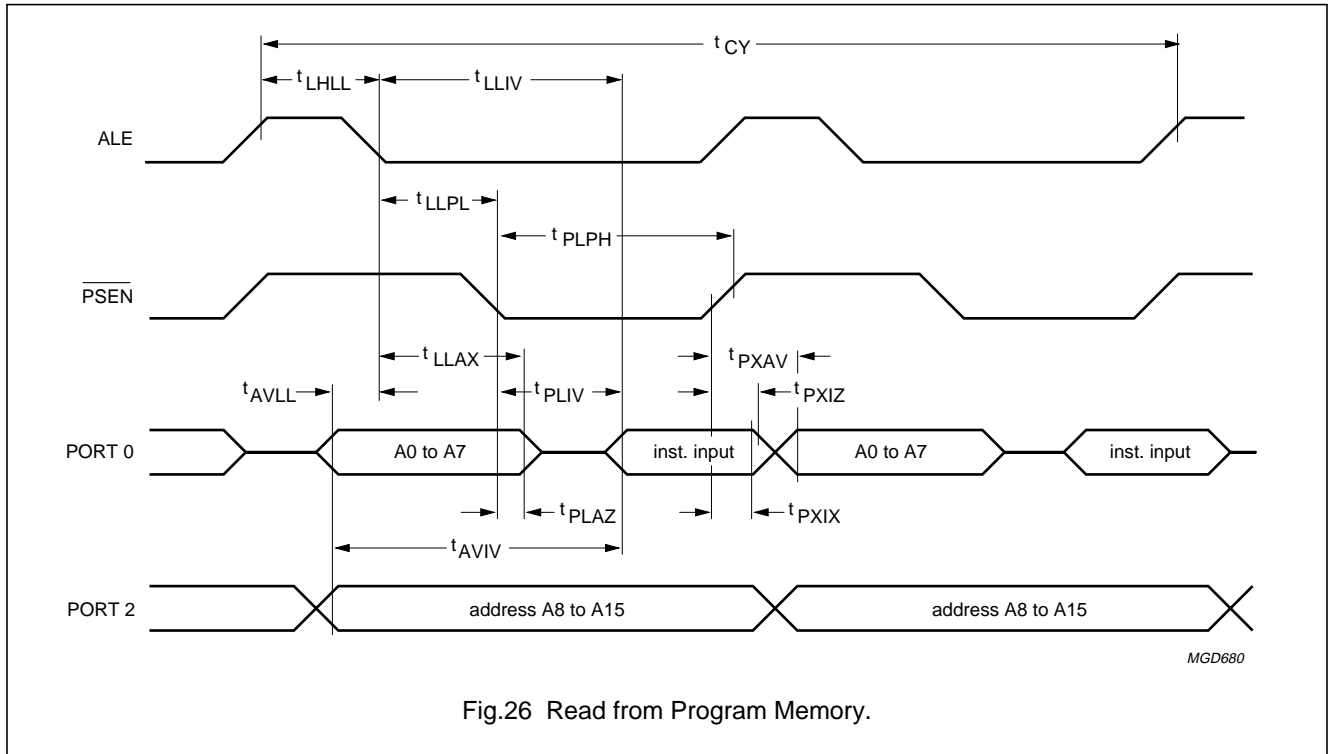 t CY
t LHLL
t LLIV
ALE
t LLPL
t PLPH
PSEN
t LLAX
t PXAV
t AVLL
t PLIV
t PXIZ
PORT 0
A0 to A7
inst. input
A0 to A7
inst. input
t PLAZ
t PXIX
t AVIV
PORT 2
address A8 to A15
address A8 to A15
MGD680
Fig.26 Read from Program Memory.